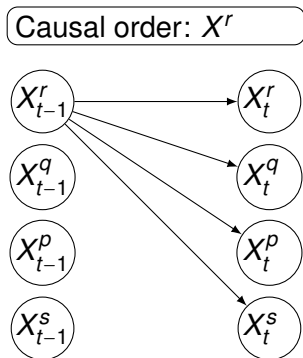 Causal order: X^r
X^r_{t−1} X^r_t
X^q_{t−1} X^q_t
X^p_{t−1} X^p_t
X^s_{t−1} X^s_t